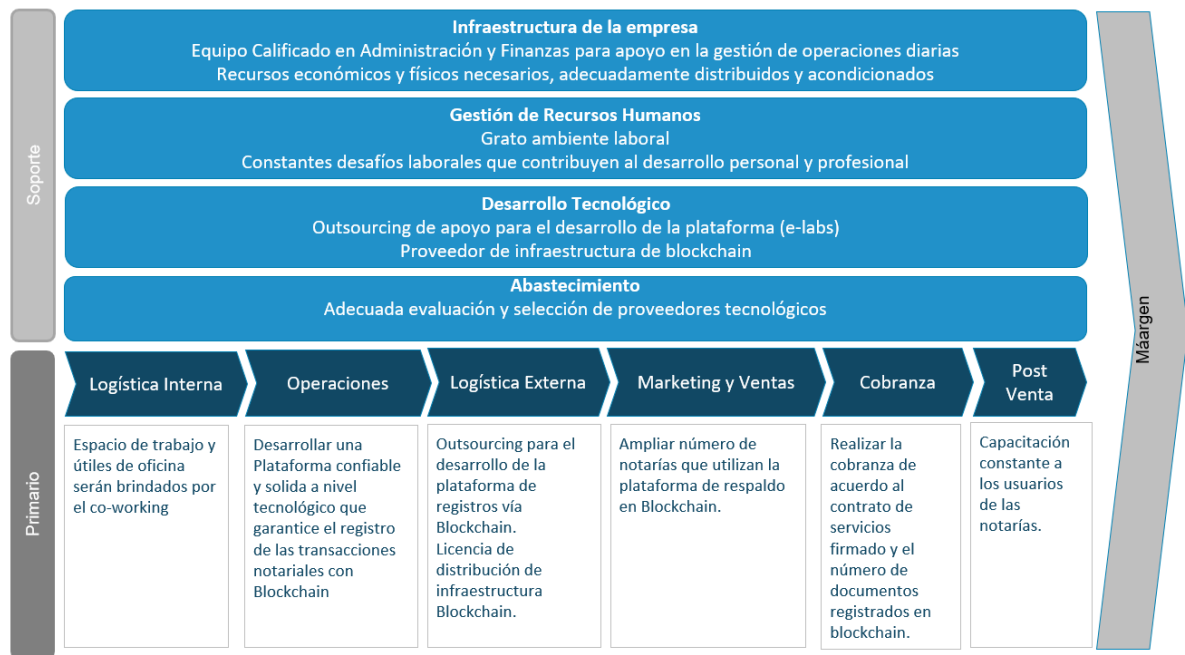 Soporte
Infraestructura de la empresa
Equipo Calificado en Administración y Finanzas para apoyo en la gestión de operaciones diarias
Recursos económicos y físicos necesarios, adecuadamente distribuidos y acondicionados
Gestión de Recursos Humanos
Grato ambiente laboral
Constantes desafíos laborales que contribuyen al desarrollo personal y profesional
Desarrollo Tecnológico
Outsourcing de apoyo para el desarrollo de la plataforma (e-labs)
Proveedor de infraestructura de blockchain
Abastecimiento
Adecuada evaluación y selección de proveedores tecnológicos
Máargen
Primario
Logística Interna
Espacio de trabajo y
útiles de oficina
serán brindados por
el co-working
Operaciones
Desarrollar una
Plataforma confiable
y solida a nivel
tecnológico que
garantice el registro
de las transacciones
notariales con
Blockchain
Logística Externa
Outsourcing para el
desarrollo de la
plataforma de
registros vía
Blockchain.
Licencia de
distribución de
infraestructura
Blockchain.
Marketing y Ventas
Ampliar número de
notarías que utilizan la
plataforma de respaldo
en Blockchain.
Cobranza
Realizar la
cobranza de
acuerdo al
contrato de
servicios
firmado y el
número de
documentos
registrados en
blockchain.
Post
Venta
Capacitación
constante a
los usuarios
de las
notarías.